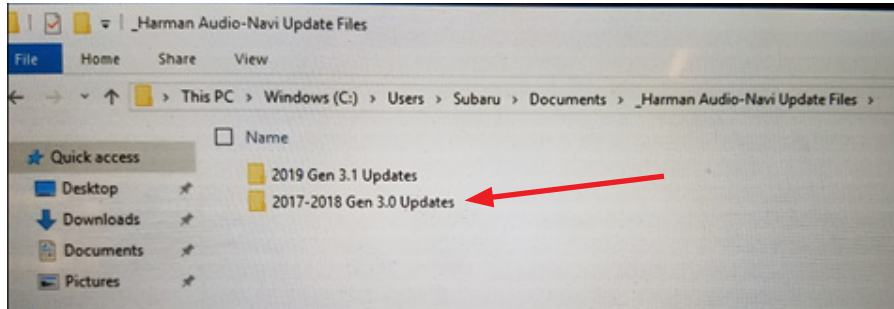 _Harman Audio-Navi Update Files
File Home Share View
This PC > Windows (C:) > Users > Subaru > Documents > _Harman Audio-Navi Update Files >
Name
Quick access
2019 Gen 3.1 Updates
Desktop
2017-2018 Gen 3.0 Updates
Downloads
Documents
Pictures